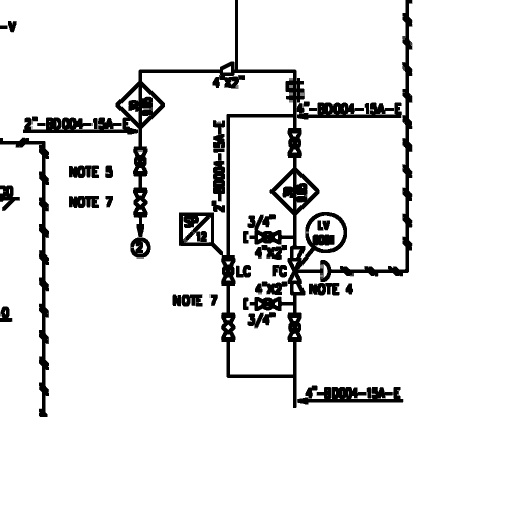 -V
4"X2"
4"-BD004-15A-E
2"-BD004-15A-E
2"-BD004-15A-E
NOTE 5
NOTE 7
2
SP
12
3/4"
LV
4"X2"
LC
FC
4"X2"
NOTE 4
NOTE 7
3/4"
4"-BD004-15A-E